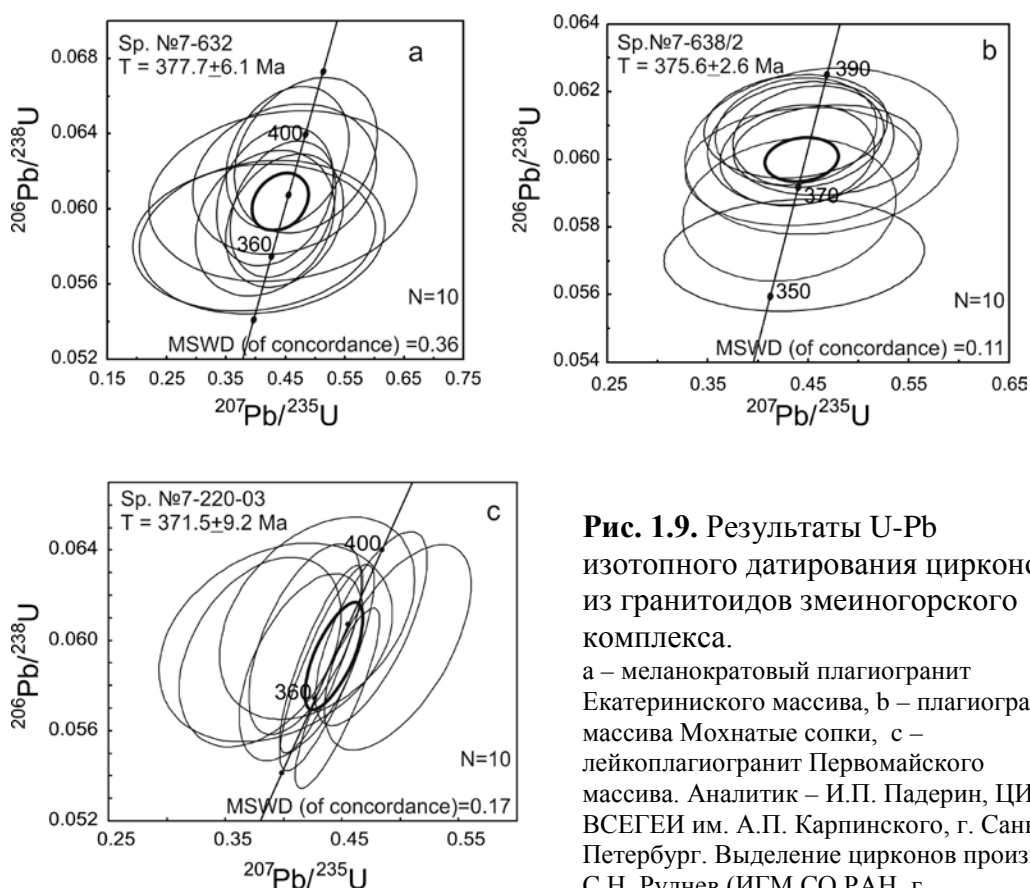 Sp. №7-632
T = 377.7±6.1 Ma
a
206Pb/238U
0.068
0.064
0.060
0.056
0.052
400
360
N=10
MSWD (of concordance) =0.36
0.15 0.25 0.35 0.45 0.55 0.65 0.75
207Pb/235U
Sp.№7-638/2
T = 375.6±2.6 Ma
b
206Pb/238U
0.064
0.062
0.060
0.058
0.056
0.054
390
370
350
N=10
MSWD (of concordance) =0.11
0.25 0.35 0.45 0.55 0.65
207Pb/235U
Sp. №7-220-03
T = 371.5±9.2 Ma
c
206Pb/238U
0.064
0.060
0.056
0.052
400
360
N=10
MSWD (of concordance)=0.17
0.25 0.35 0.45 0.55
207Pb/235U
Рис. 1.9. Результаты U-Pb
изотопного датирования цирконо
из гранитоидов змеиногорского
комплекса.
a – меланократовый плагиогранит
Екатериниского массива, b – плагиогра
массива Мохнатые сопки, c –
лейкоплагиогранит Первомайского
массива. Аналитик – И.П. Падерин, ЦИ
ВСЕГЕИ им. А.П. Карпинского, г. Сан
Петербург. Выделение цирконов произ
С.Н. Руднев (ИГМ СО РАН, г.